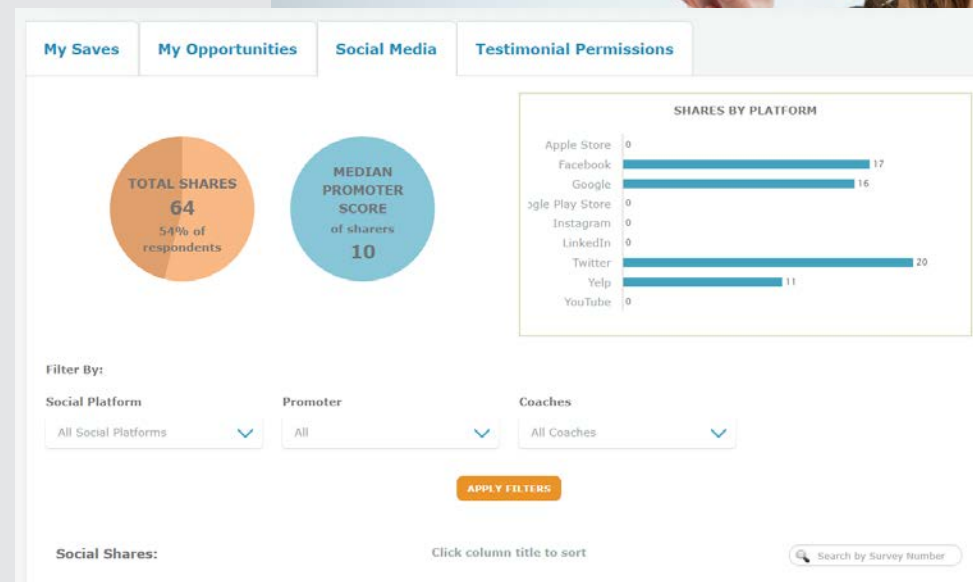 My Saves
My Opportunities
Social Media
Testimonial Permissions
TOTAL SHARES
64
54% of
respondents
MEDIAN
PROMOTER
SCORE
of sharers
10
SHARES BY PLATFORM
Apple Store 0
Facebook 17
Google 16
ogle Play Store 0
Instagram 0
LinkedIn 0
Twitter 20
Yelp 11
YouTube 0
Filter By:
Social Platform
Promoter
Coaches
All Social Platforms
All
All Coaches
APPLY FILTERS
Social Shares:
Click column title to sort
Search by Survey Number